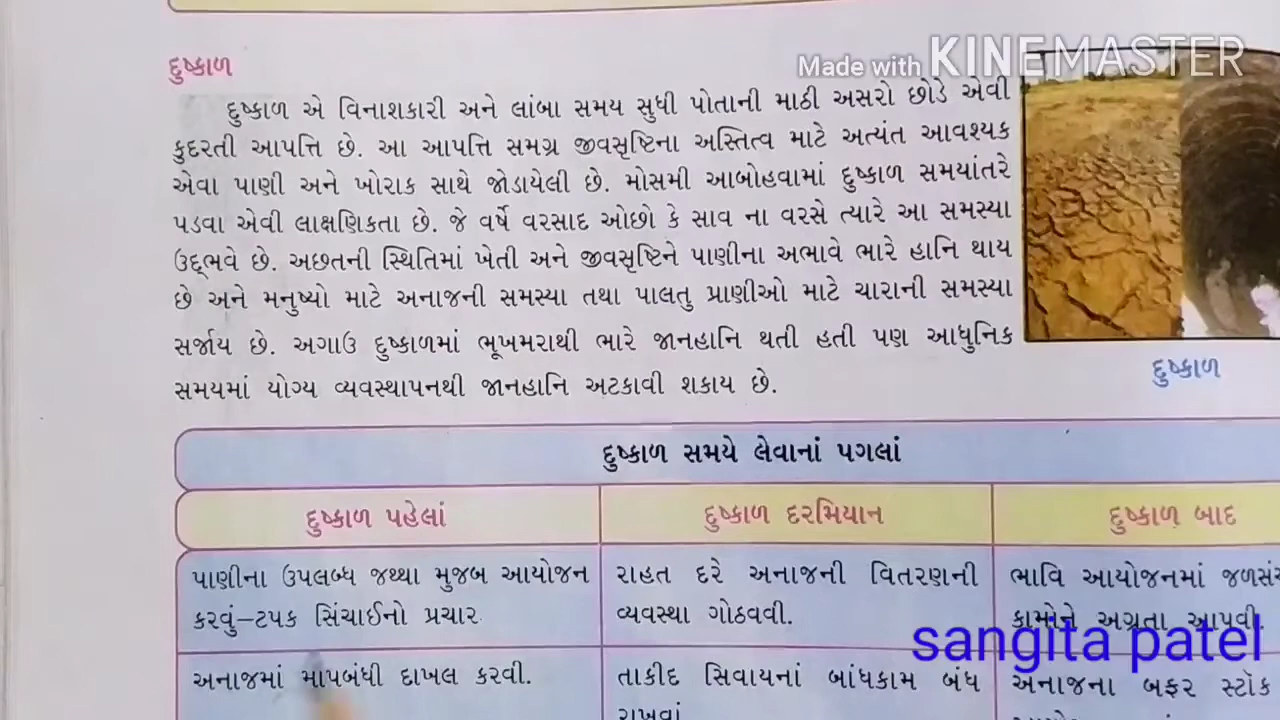 Made with KINEMASTER
દુષ્કાળ
દુષ્કાળ એ વિનાશકારી અને લાંબા સમય સુધી પોતાની માઠી અસરો છોડે એવી
કુદરતી આપત્તિ છે. આ આપત્તિ સમગ્ર જીવસૃષ્ટિના અસ્તિત્વ માટે અત્યંત આવશ્યક
એવા પાણી અને ખોરાક સાથે જોડાયેલી છે. મોસમી આબોહવામાં દુષ્કાળ સમયાંતરે
પડવા એવી લાક્ષણિકતા છે. જે વર્ષે વરસાદ ઓછો કે સાવ ના વરસે ત્યારે આ સમસ્યા
ઉદ્ભવે છે. અછતની સ્થિતિમાં ખેતી અને જીવસૃષ્ટિને પાણીના અભાવે ભારે હાનિ થાય
છે અને મનુષ્યો માટે અનાજની સમસ્યા તથા પાલતુ પ્રાણીઓ માટે ચારાની સમસ્યા
સર્જાય છે. અગાઉ દુષ્કાળમાં ભૂખમરાથી ભારે જાનહાનિ થતી હતી પણ આધુનિક
સમયમાં યોગ્ય વ્યવસ્થાપનથી જાનહાનિ અટકાવી શકાય છે.
દુષ્કાળ
દુષ્કાળ સમયે લેવાનાં પગલાં
દુષ્કાળ પહેલાં
દુષ્કાળ દરમિયાન
દુષ્કાળ બાદ
પાણીના ઉપલબ્ધ જથ્થા મુજબ આયોજન
કરવું–ટપક સિંચાઈનો પ્રચાર
રાહત દરે અનાજની વિતરણની
વ્યવસ્થા ગોઠવવી.
ભાવિ આયોજનમાં
કામોને અગ્રતા આપવી.
અનાજમાં માપબંધી દાખલ કરવી.
તાકીદ સિવાયનાં બાંધકામ બંધ
રાખવાં
અનાજના બફર સ્ટૉક
sangita patel